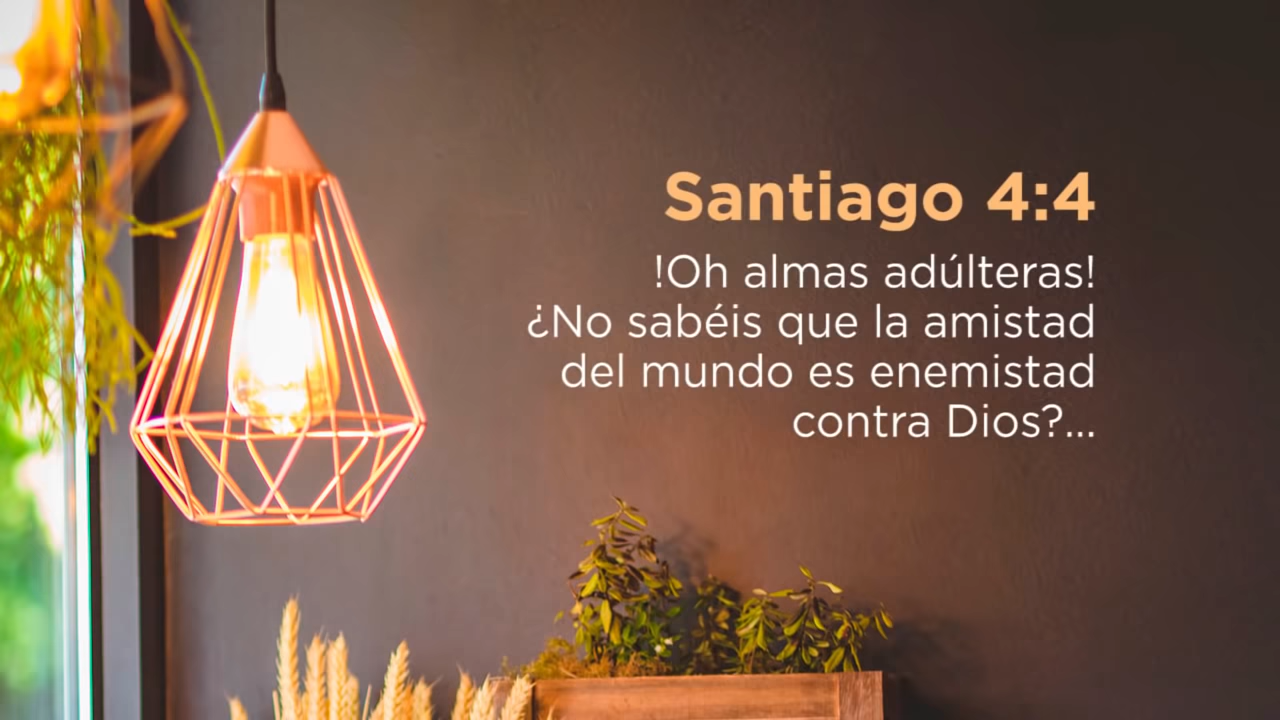 Santiago 4:4
!Oh almas adúlteras!
¿No sabéis que la amistad
del mundo es enemistad
contra Dios?...